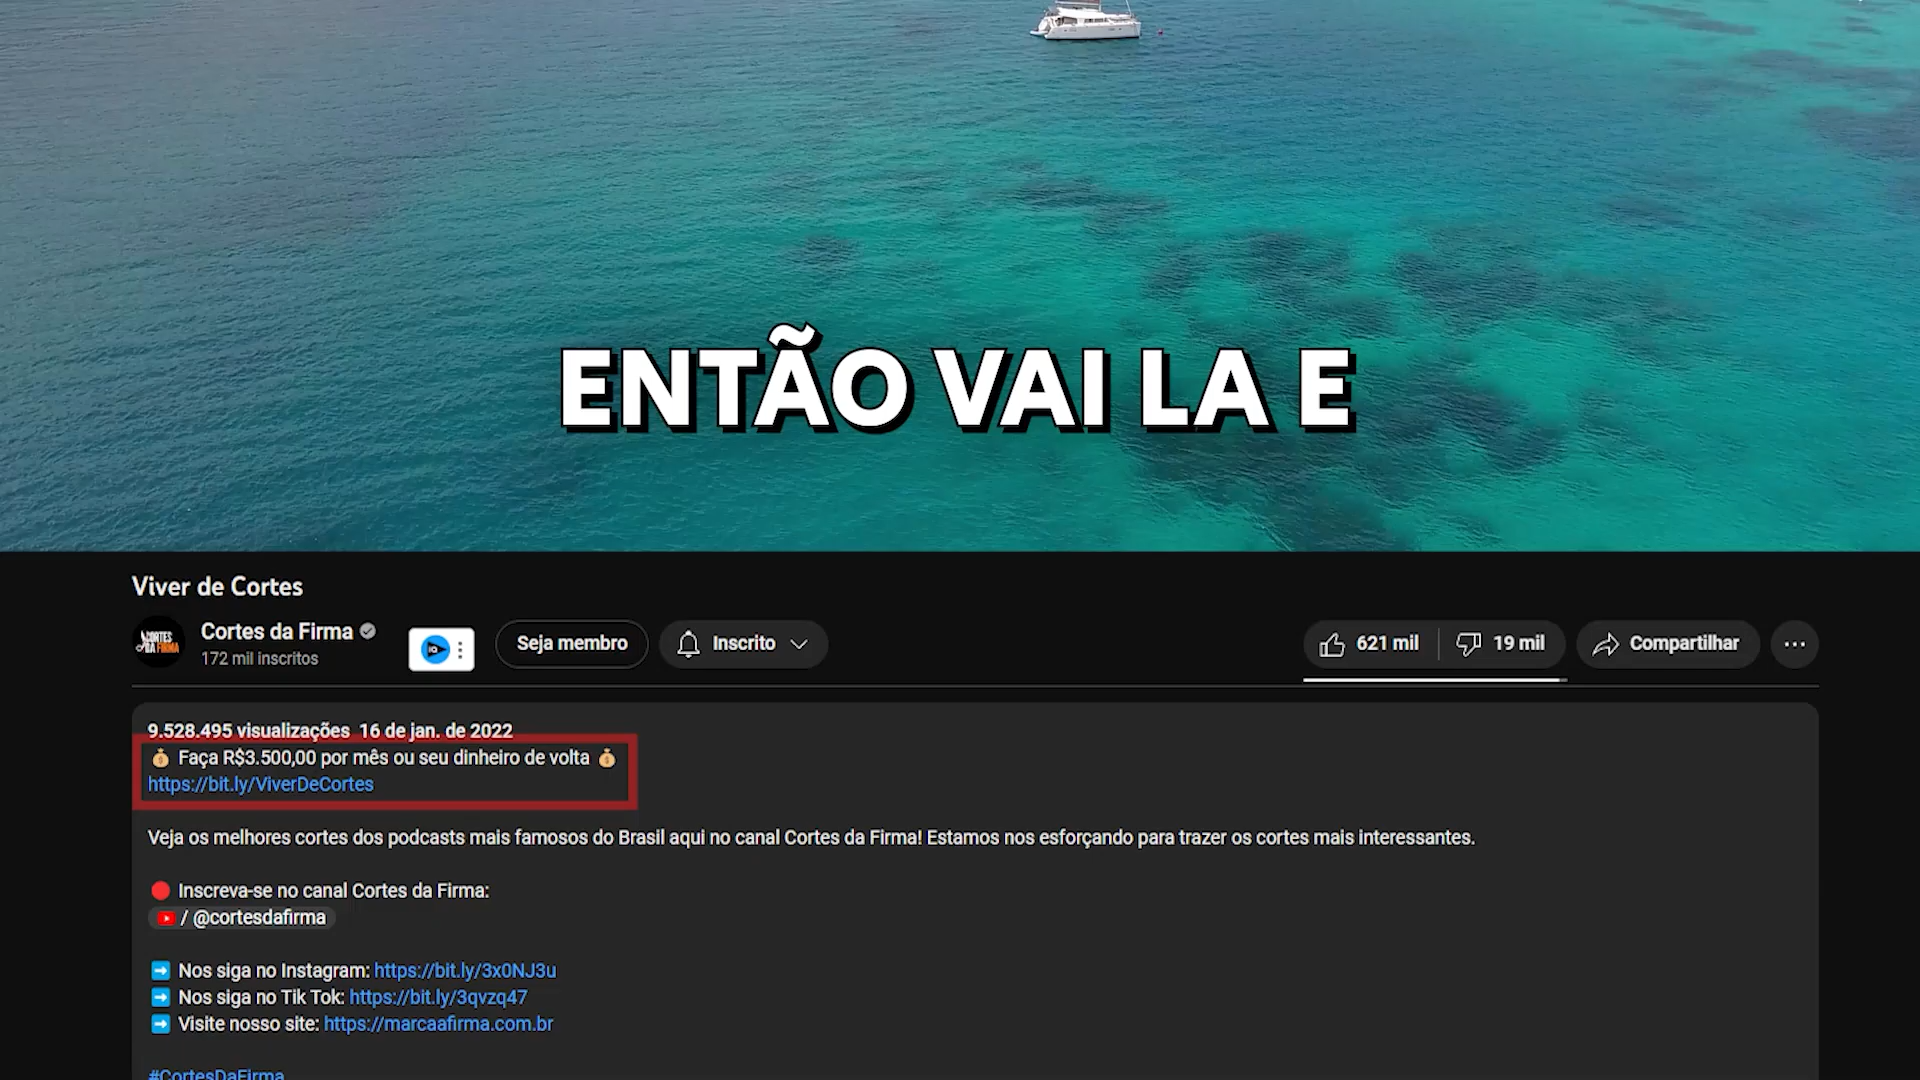 ENTÃO VAI LA E
Viver de Cortes
CORTES
DA FIRMA
Cortes da Firma
172 mil inscritos
Seja membro
Inscrito
621 mil
19 mil
Compartilhar
9.528.495 visualizações 16 de jan. de 2022
💰 Faça R$3.500,00 por mês ou seu dinheiro de volta 💰
https://bit.ly/ViverDeCortes
Veja os melhores cortes dos podcasts mais famosos do Brasil aqui no canal Cortes da Firma! Estamos nos esforçando para trazer os cortes mais interessantes.
🔴 Inscreva-se no canal Cortes da Firma:
/ @cortesdafirma
➡️ Nos siga no Instagram: https://bit.ly/3x0NJ3u
➡️ Nos siga no Tik Tok: https://bit.ly/3qvzq47
➡️ Visite nosso site: https://marcaafirma.com.br
#CortesDaFirma